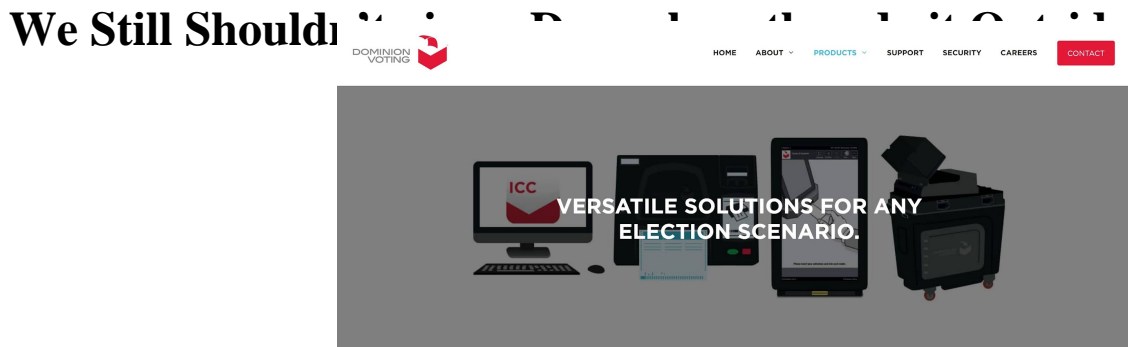 We Still Should
DOMINION
VOTING
HOME ABOUT PRODUCTS SUPPORT SECURITY CAREERS CONTACT
ICC
VERSATILE SOLUTIONS FOR ANY
ELECTION SCENARIO.